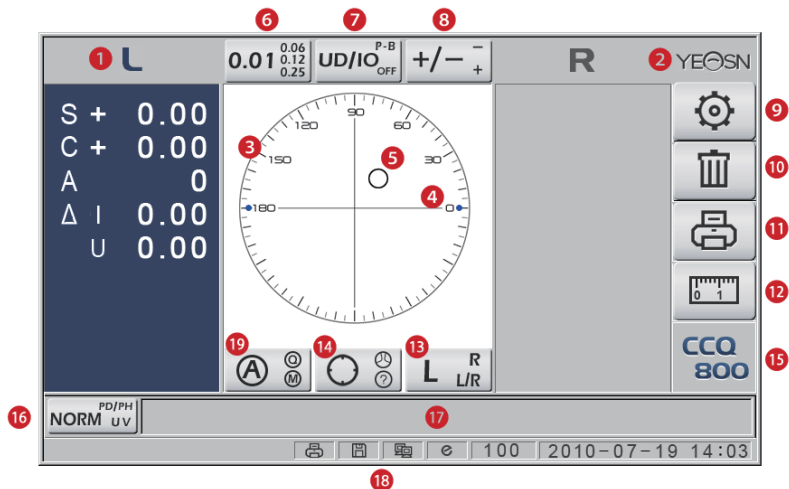 6 7 8
1 L
0.01 0.06 0.12 0.25
UD/IO P-B OFF
+/- - +
R
2 YEOSN
S + 0.00
C + 0.00
A 0
Δ I 0.00
U 0.00
120 90 60
3 150 5 30
180 4 0
9
10
11
0 1
12
CCQ
800
15
19 A Q M
14 ?
13 L R L/R
16 NORM PD/PH UV
17
e 100 2010-07-19 14:03
18